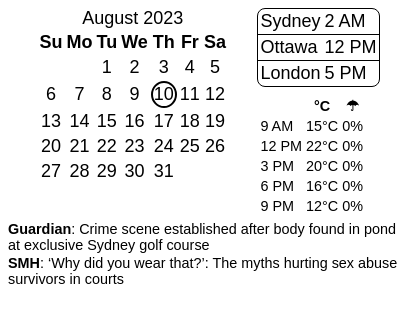 August 2023
Su Mo Tu We Th Fr Sa
1 2 3 4 5
6 7 8 9 10 11 12
13 14 15 16 17 18 19
20 21 22 23 24 25 26
27 28 29 30 31
Sydney 2 AM
Ottawa 12 PM
London 5 PM
°C ☂
9 AM 15°C 0%
12 PM 22°C 0%
3 PM 20°C 0%
6 PM 16°C 0%
9 PM 12°C 0%
Guardian: Crime scene established after body found in pond
at exclusive Sydney golf course
SMH: ‘Why did you wear that?’: The myths hurting sex abuse
survivors in courts